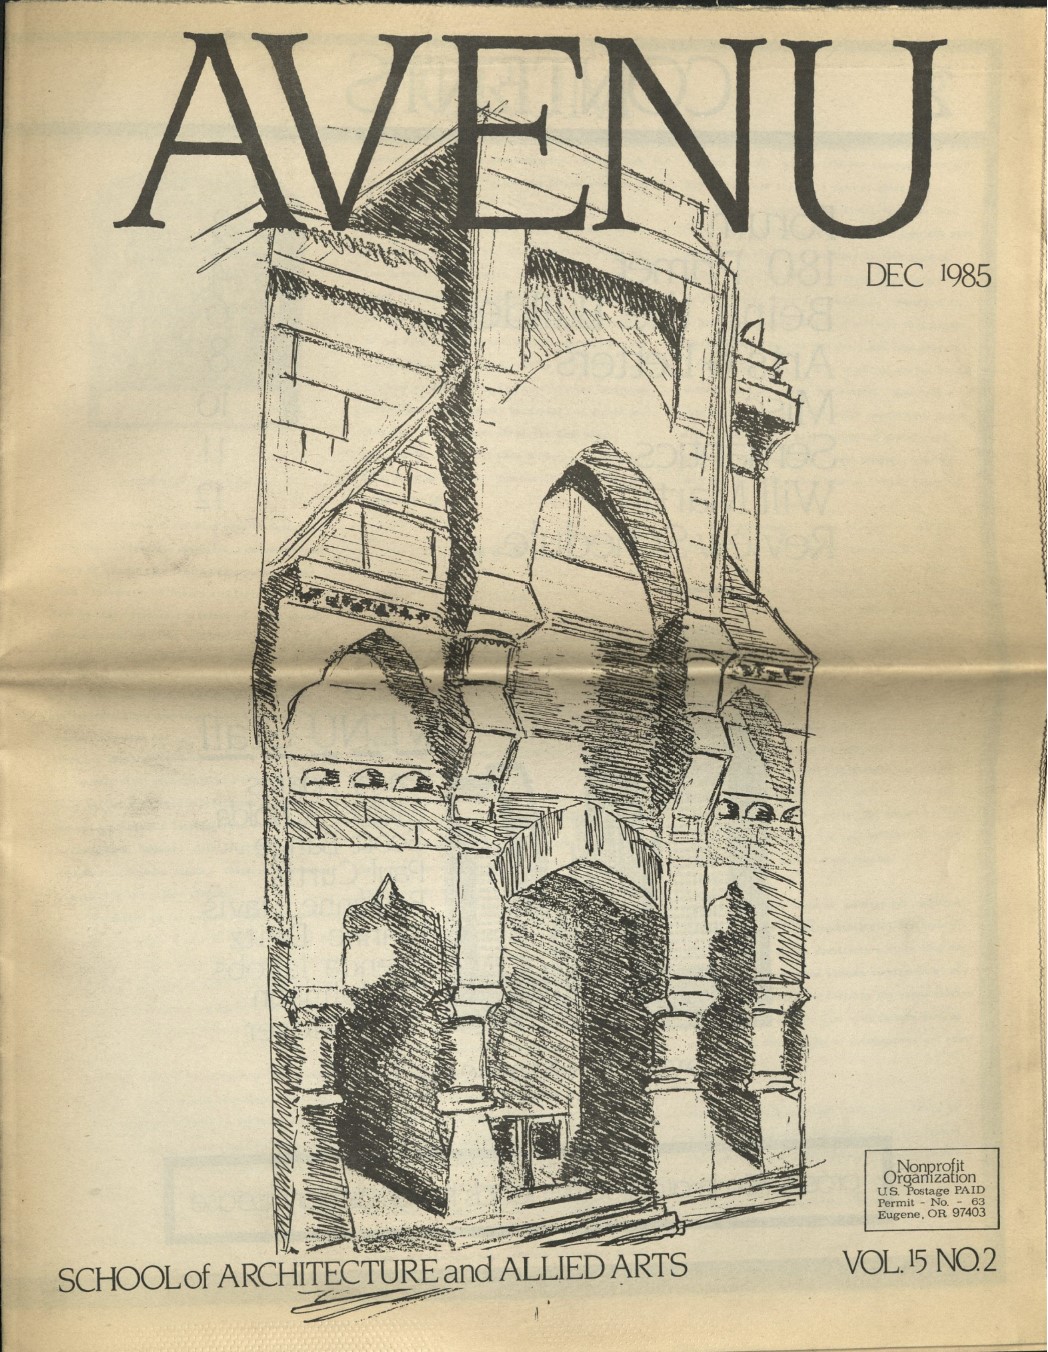 AVENU
DEC 1985
Nonprofit
Organization
U.S. Postage PAID
Permit - No. - 63
Eugene, OR 97403
SCHOOL of ARCHITECTURE and ALLIED ARTS
VOL. 15 NO. 2